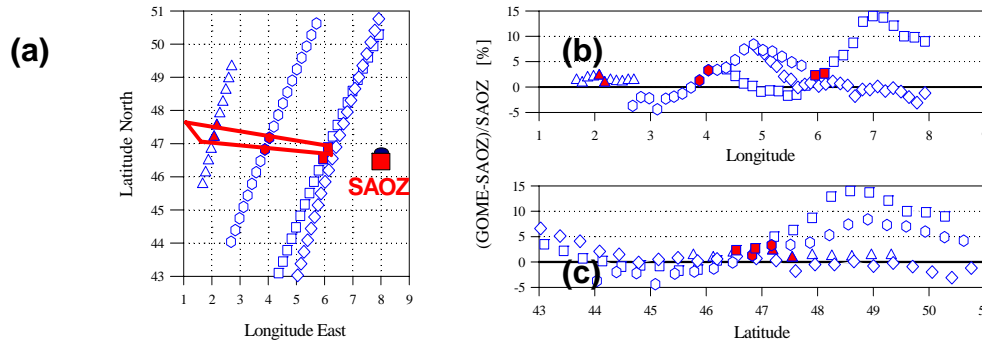 (a)
51
50
49
48
47
46
45
44
43
Latitude North
SAOZ
1 2 3 4 5 6 7 8 9
Longitude East
(GOME-SAOZ)/SAOZ [%]
15
10
5
0
-5
(b)
1 2 3 4 5 6 7 8
Longitude
15
10
5
0
-5
(c)
43 44 45 46 47 48 49 50
Latitude